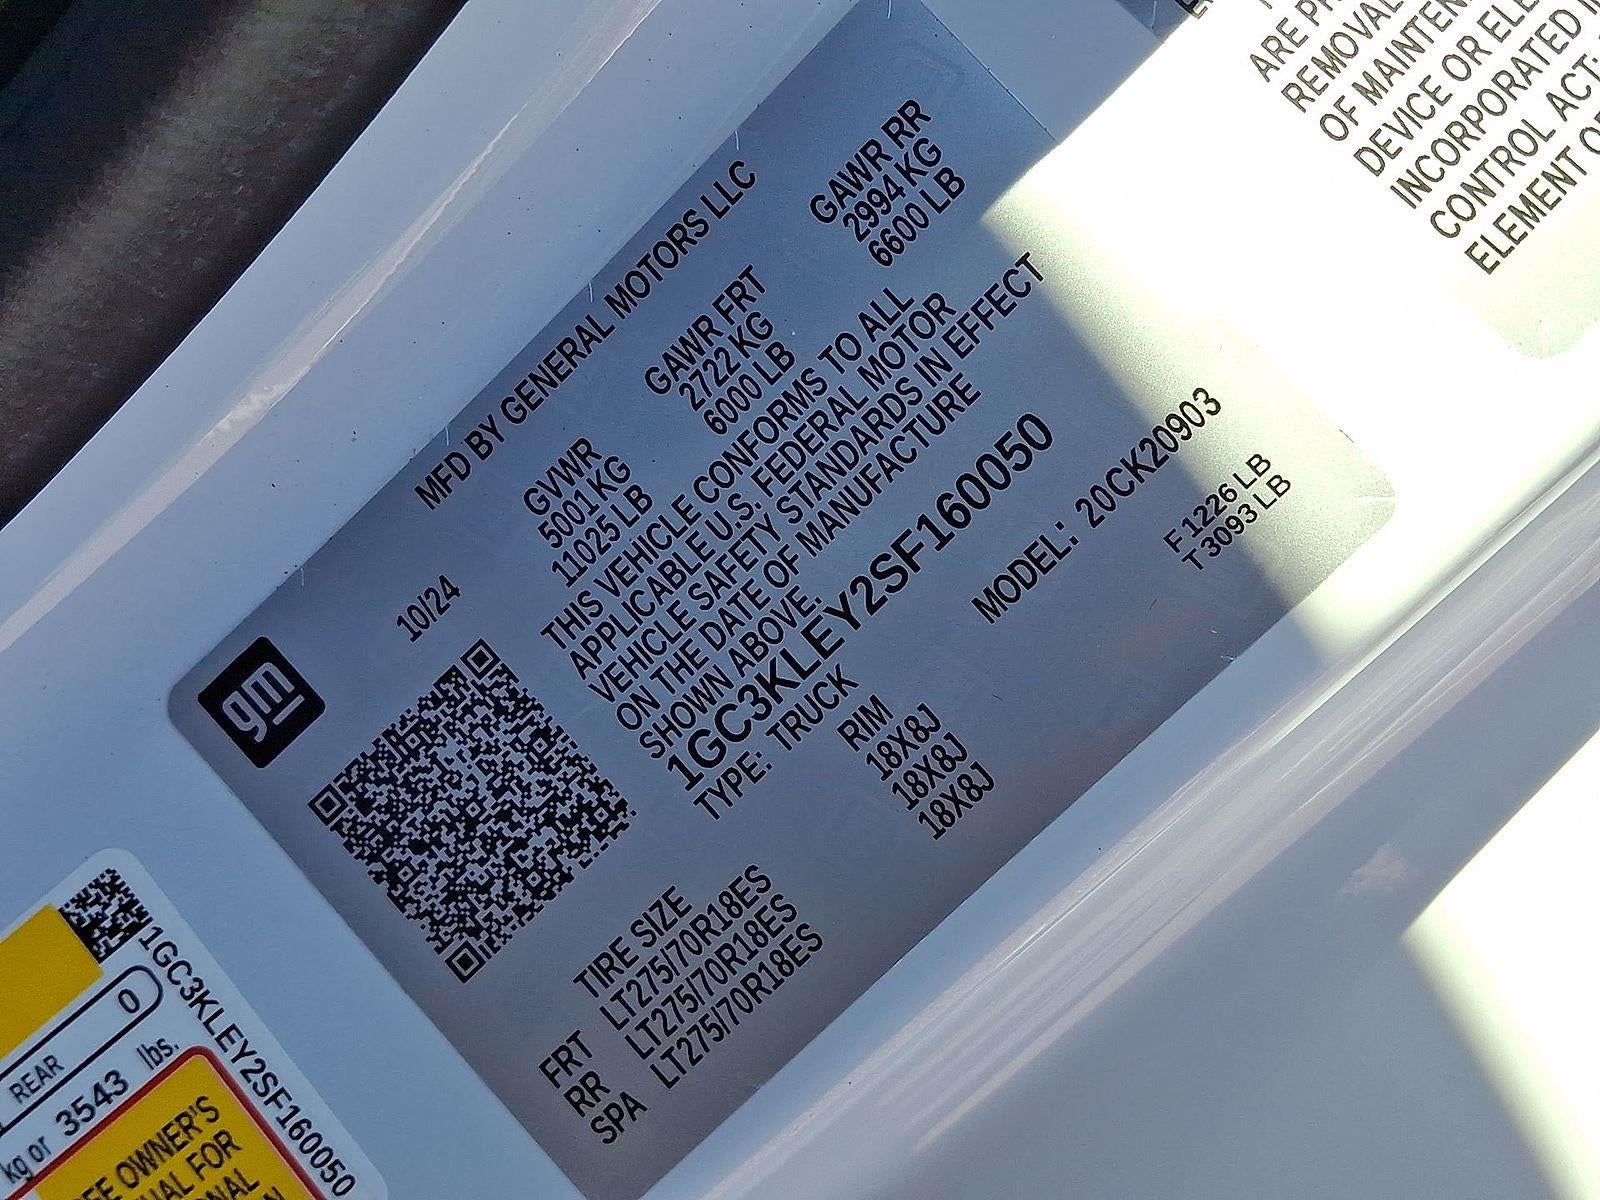 gm
10/24
MFD BY GENERAL MOTORS LLC
GVWR GAWR FRT GAWR RR
5001 KG 2722 KG 2994 KG
11025 LB 6000 LB 6600 LB
THIS VEHICLE CONFORMS TO ALL
APPLICABLE U.S. FEDERAL MOTOR
VEHICLE SAFETY STANDARDS IN EFFECT
ON THE DATE OF MANUFACTURE
SHOWN ABOVE.
1GC3KLEY2SF160050
TYPE: TRUCK
MODEL: 20CK20903
F 1226 LB
T 3093 LB
TIRE SIZE RIM
FRT LT275/70R18ES 18X8J
RR LT275/70R18ES 18X8J
SPA LT275/70R18ES 18X8J
1GC3KLEY2SF160050
REAR 0
kg or 3543 lbs.
OWNER'S
FOR
ARE
REMOVAL
OF
DEVICE OR
INCORPORATED
CONTROL ACT;
ELEMENT